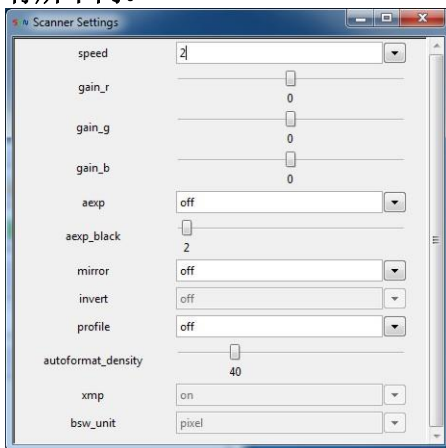 Scanner Settings
speed 2
gain_r
0
gain_g
0
gain_b
0
aexp off
aexp_black
2
mirror off
invert off
profile off
autoformat_density
40
xmp on
bsw_unit pixel